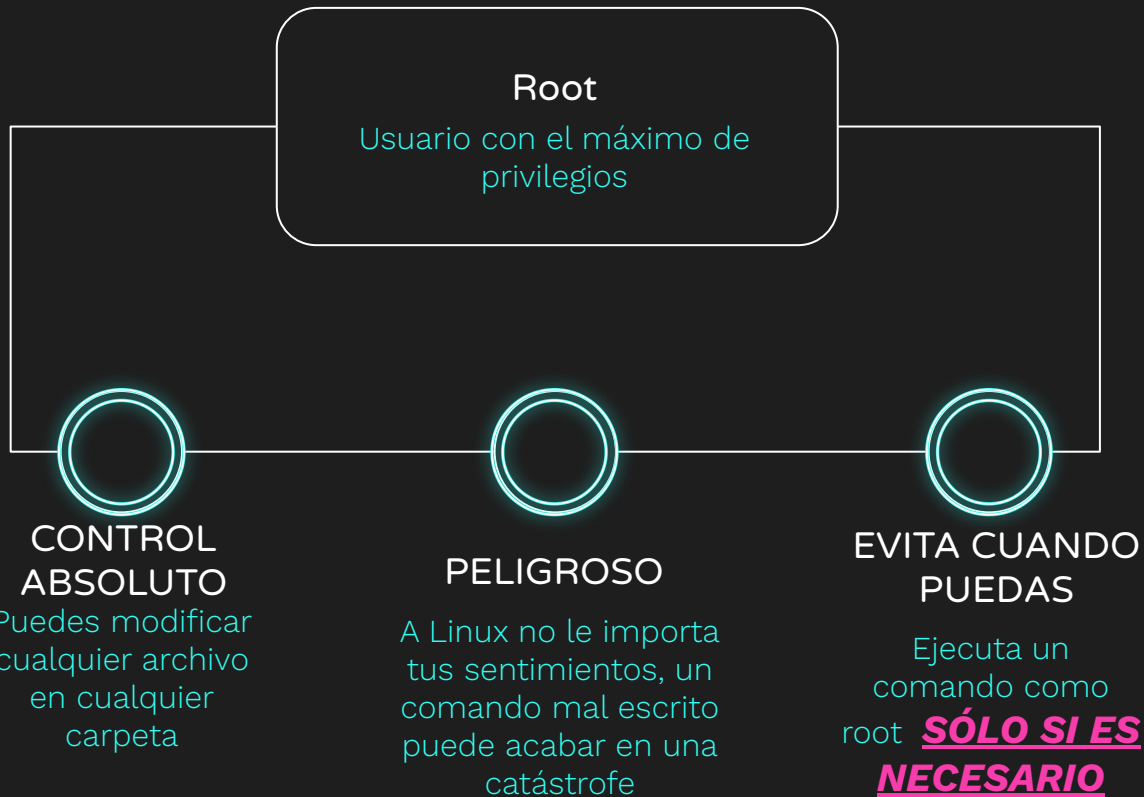 Root
Usuario con el máximo de
privilegios
CONTROL
ABSOLUTO
Puedes modificar
cualquier archivo
en cualquier
carpeta
PELIGROSO
A Linux no le importa
tus sentimientos, un
comando mal escrito
puede acabar en una
catástrofe
EVITA CUANDO
PUEDAS
Ejecuta un
comando como
root SÓLO SI ES
NECESARIO